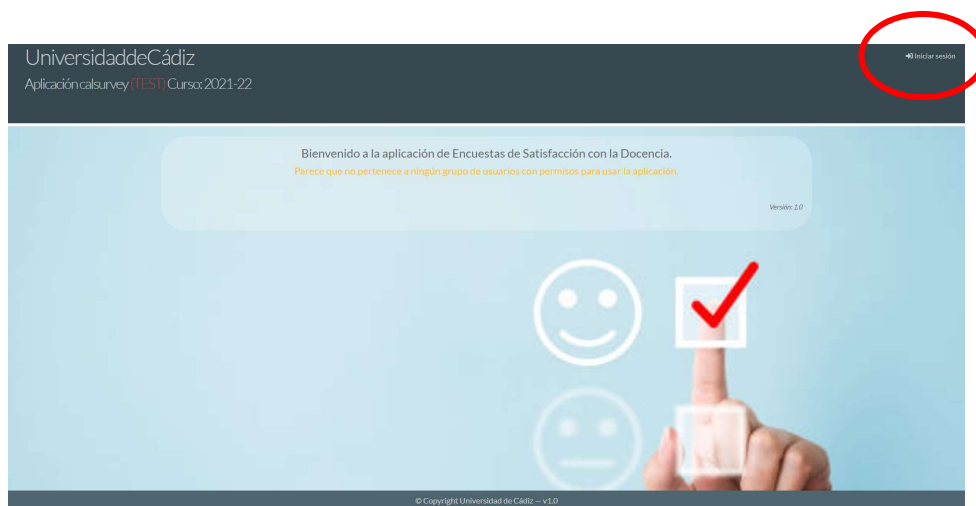 UniversidaddeCádiz
Iniciar sesión
Aplicación calsurvey (TEST) Curso: 2021-22
Bienvenido a la aplicación de Encuestas de Satisfacción con la Docencia.
Parece que no pertenece a ningún grupo de usuarios con permisos para usar la aplicación.
Versión: 1.0
© Copyright Universidad de Cádiz — v1.0